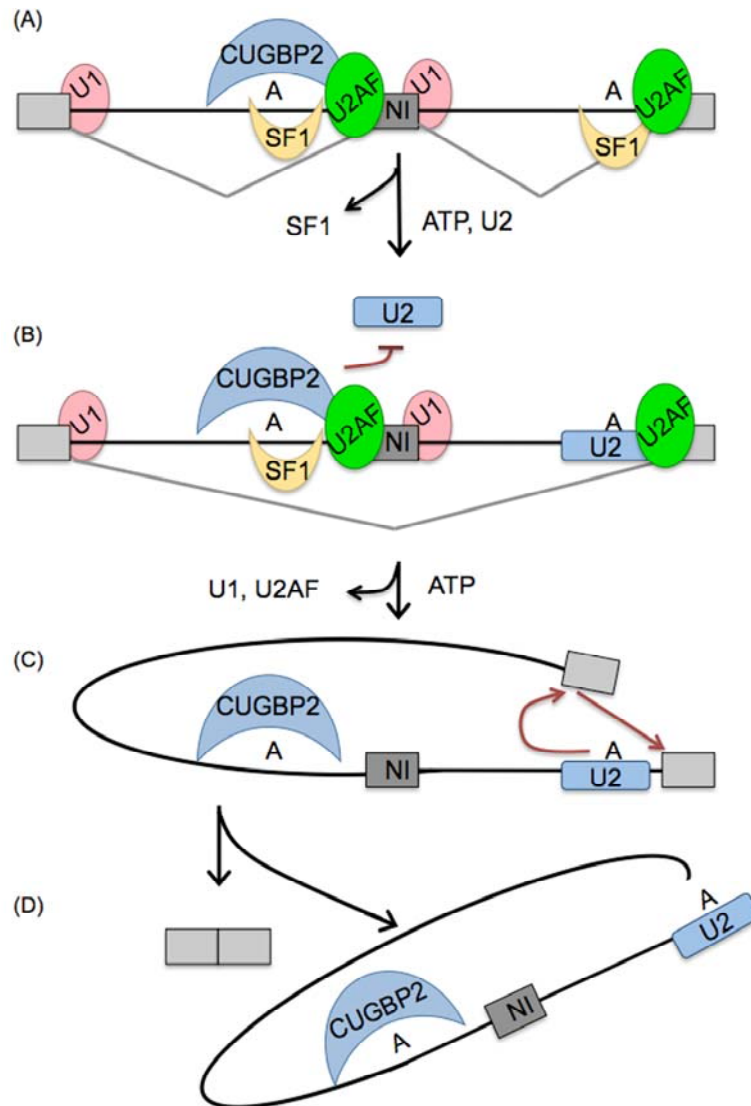 (A)
CUGBP2
U1
A
U2AF
NI
U1
A
U2AF
SF1
SF1
SF1
ATP, U2
U2
(B)
CUGBP2
U1
A
U2AF
NI
U1
A
U2AF
SF1
U2
U1, U2AF
ATP
(C)
CUGBP2
A
NI
A
U2
(D)
A
U2
CUGBP2
A
NI